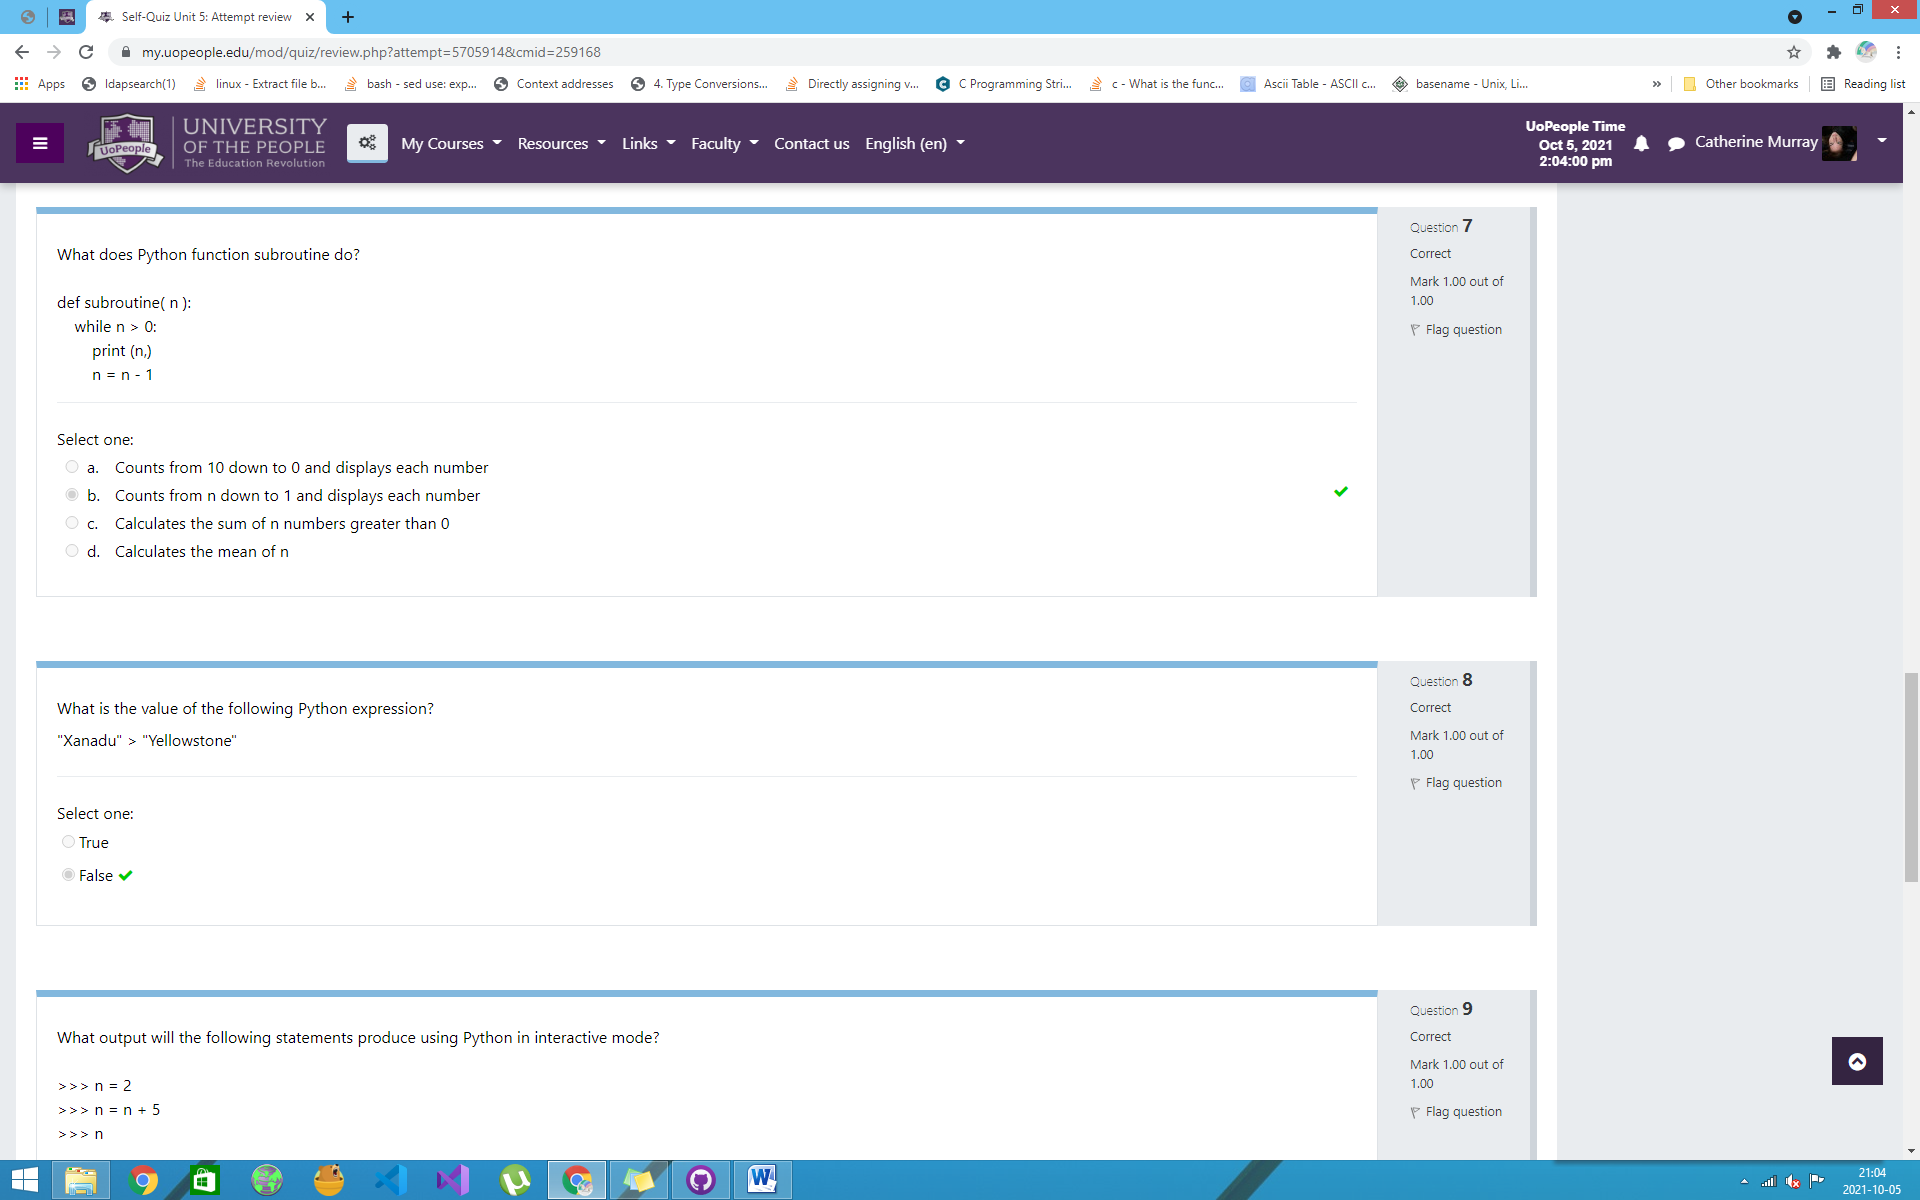 Self-Quiz Unit 5: Attempt review
my.uopeople.edu/mod/quiz/review.php?attempt=5705914&cmid=259168
Apps
ldapsearch(1)
linux - Extract file b...
bash - sed use: exp...
Context addresses
4. Type Conversions...
Directly assigning v...
C Programming Stri...
c - What is the func...
Ascii Table - ASCII c...
basename - Unix, Li...
»
Other bookmarks
Reading list
UoPeople
UNIVERSITY
OF THE PEOPLE
The Education Revolution
My Courses
Resources
Links
Faculty
Contact us
English (en)
UoPeople Time
Oct 5, 2021
2:04:00 pm
Catherine Murray
What does Python function subroutine do?
def subroutine( n ):
while n > 0:
print (n,)
n = n - 1
Select one:
a. Counts from 10 down to 0 and displays each number
b. Counts from n down to 1 and displays each number
c. Calculates the sum of n numbers greater than 0
d. Calculates the mean of n
Question 7
Correct
Mark 1.00 out of
1.00
Flag question
What is the value of the following Python expression?
"Xanadu" > "Yellowstone"
Select one:
True
False
Question 8
Correct
Mark 1.00 out of
1.00
Flag question
What output will the following statements produce using Python in interactive mode?
>>> n = 2
>>> n = n + 5
>>> n
Question 9
Correct
Mark 1.00 out of
1.00
Flag question
21:04
2021-10-05